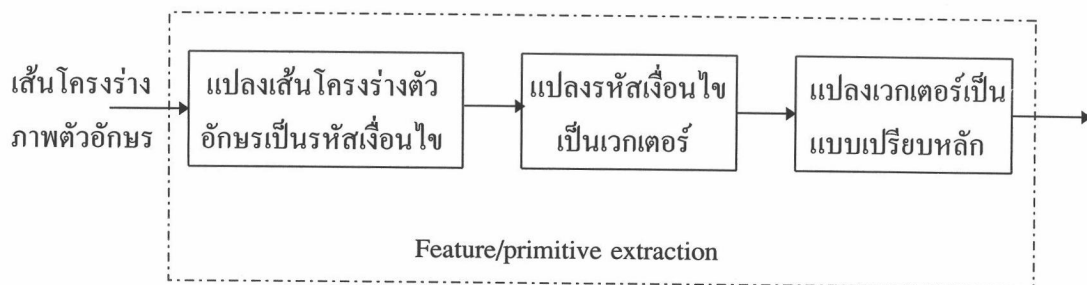 เส้นโครงร่าง
ภาพตัวอักษร
แปลงเส้นโครงร่างตัว
อักษรเป็นรหัสเงื่อนไข
แปลงรหัสเงื่อนไข
เป็นเวกเตอร์
แปลงเวกเตอร์เป็น
แบบเปรียบหลัก
Feature/primitive extraction